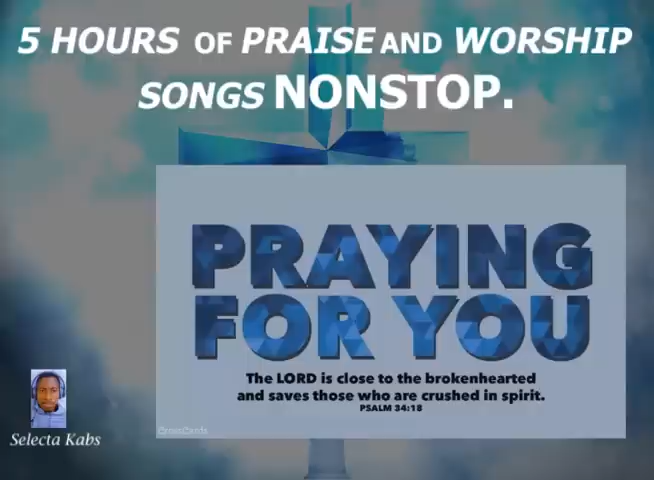 5 HOURS OF PRAISE AND WORSHIP
SONGS NONSTOP.
PRAYING
FOR YOU
The LORD is close to the brokenhearted
and saves those who are crushed in spirit.
PSALM 34:18
CrossCards
Selecta Kabs